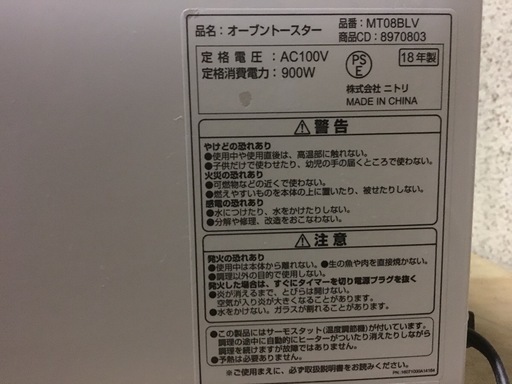 品名：オーブントースター
品番：MT08BLV
商品CD：8970803
定格電圧：AC100V
定格消費電力：900W
PS
E
18年製
株式会社 ニトリ
MADE IN CHINA
警告
やけどの恐れあり
●使用中や使用直後は、高温部に触れない。
●子供だけで使わせたり、幼児の手の届くところで使わない。
火災の恐れあり
●可燃物などの近くで使わない。
●燃えやすいものを本体の上に置いたり、被せたりしない。
感電の恐れあり
●水につけたり、水をかけたりしない。
●分解や修理、改造をおこなわない。
注意
発火の恐れあり
●使用中は本体から離れない。●生の魚や肉を直接焼かない。
●調理以外の目的で使用しない。
発火した場合は、すぐにタイマーを切り電源プラグを抜く
●炎が消えるまで、とびらは開けない。
空気が入り炎が大きくなることがあります。
●水をかけない。ガラスが割れることがあります。
●この製品にはサーモスタット(温度調節機)が付いています。
調理の途中に自動的にヒーターがついたり消えたりして調理を続けますが故障ではありません。
●予熱は必要ありません。
ご使用の前に、必ず取扱説明書をお読みください。